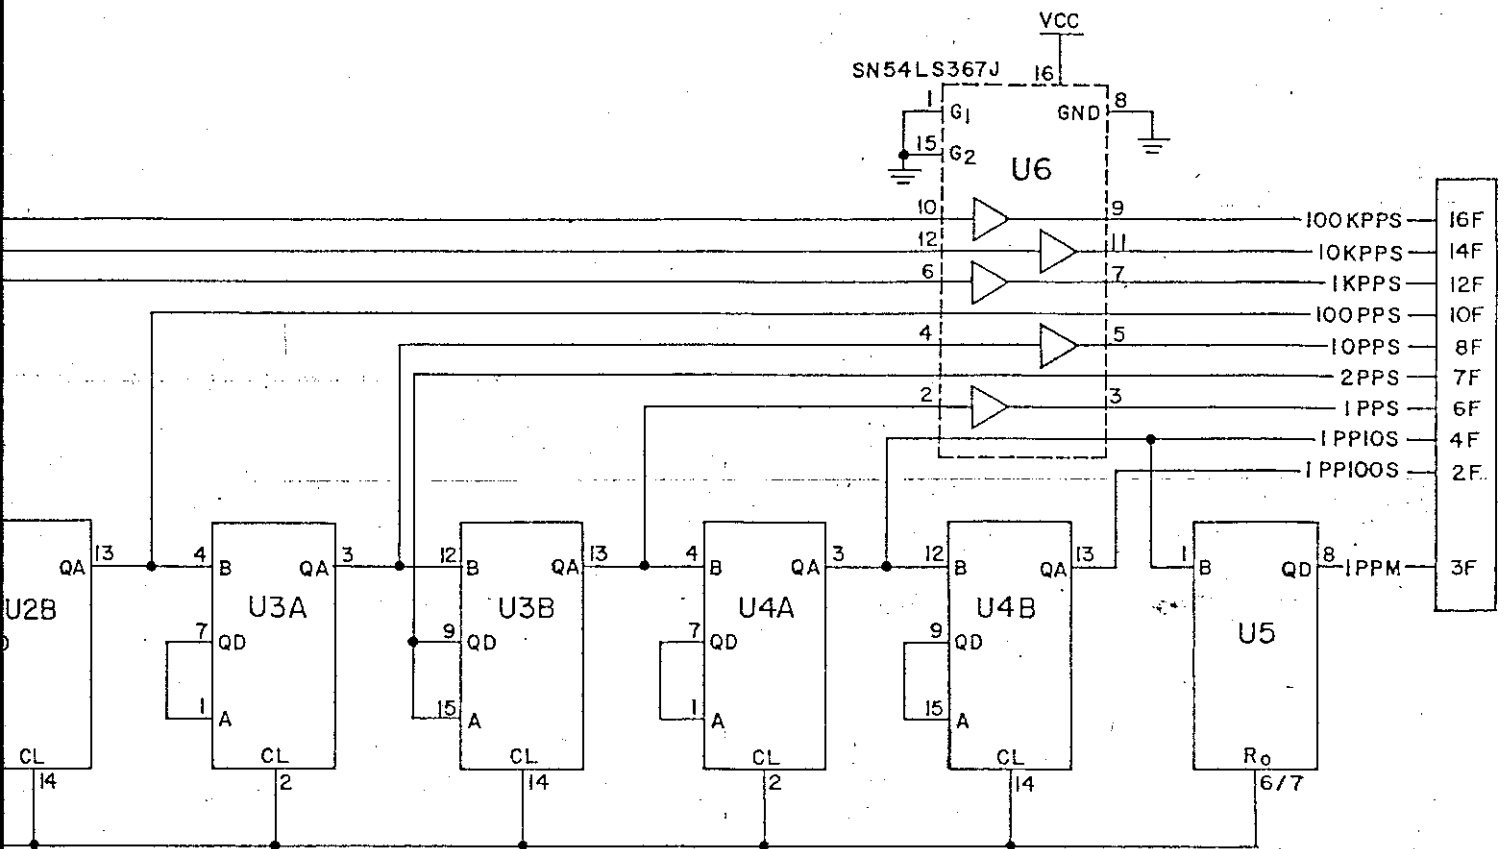 VCC
SN54LS367J
16
1
G1
GND
8
15
G2
U6
10
9
100KPPS
16F
12
11
10KPPS
14F
6
7
1KPPS
12F
100PPS
10F
4
5
10PPS
8F
2PPS
7F
2
3
1PPS
6F
1PP10S
4F
1PP100S
2F
QA
13
4
B
QA
3
12
B
QA
13
4
B
QA
3
12
B
QA
13
1
B
QD
8
1PPM
3F
U2B
U3A
U3B
U4A
U4B
U5
7
QD
9
QD
7
QD
9
QD
1
A
15
A
1
A
15
A
CL
14
CL
2
CL
14
CL
2
CL
14
Ro
6/7